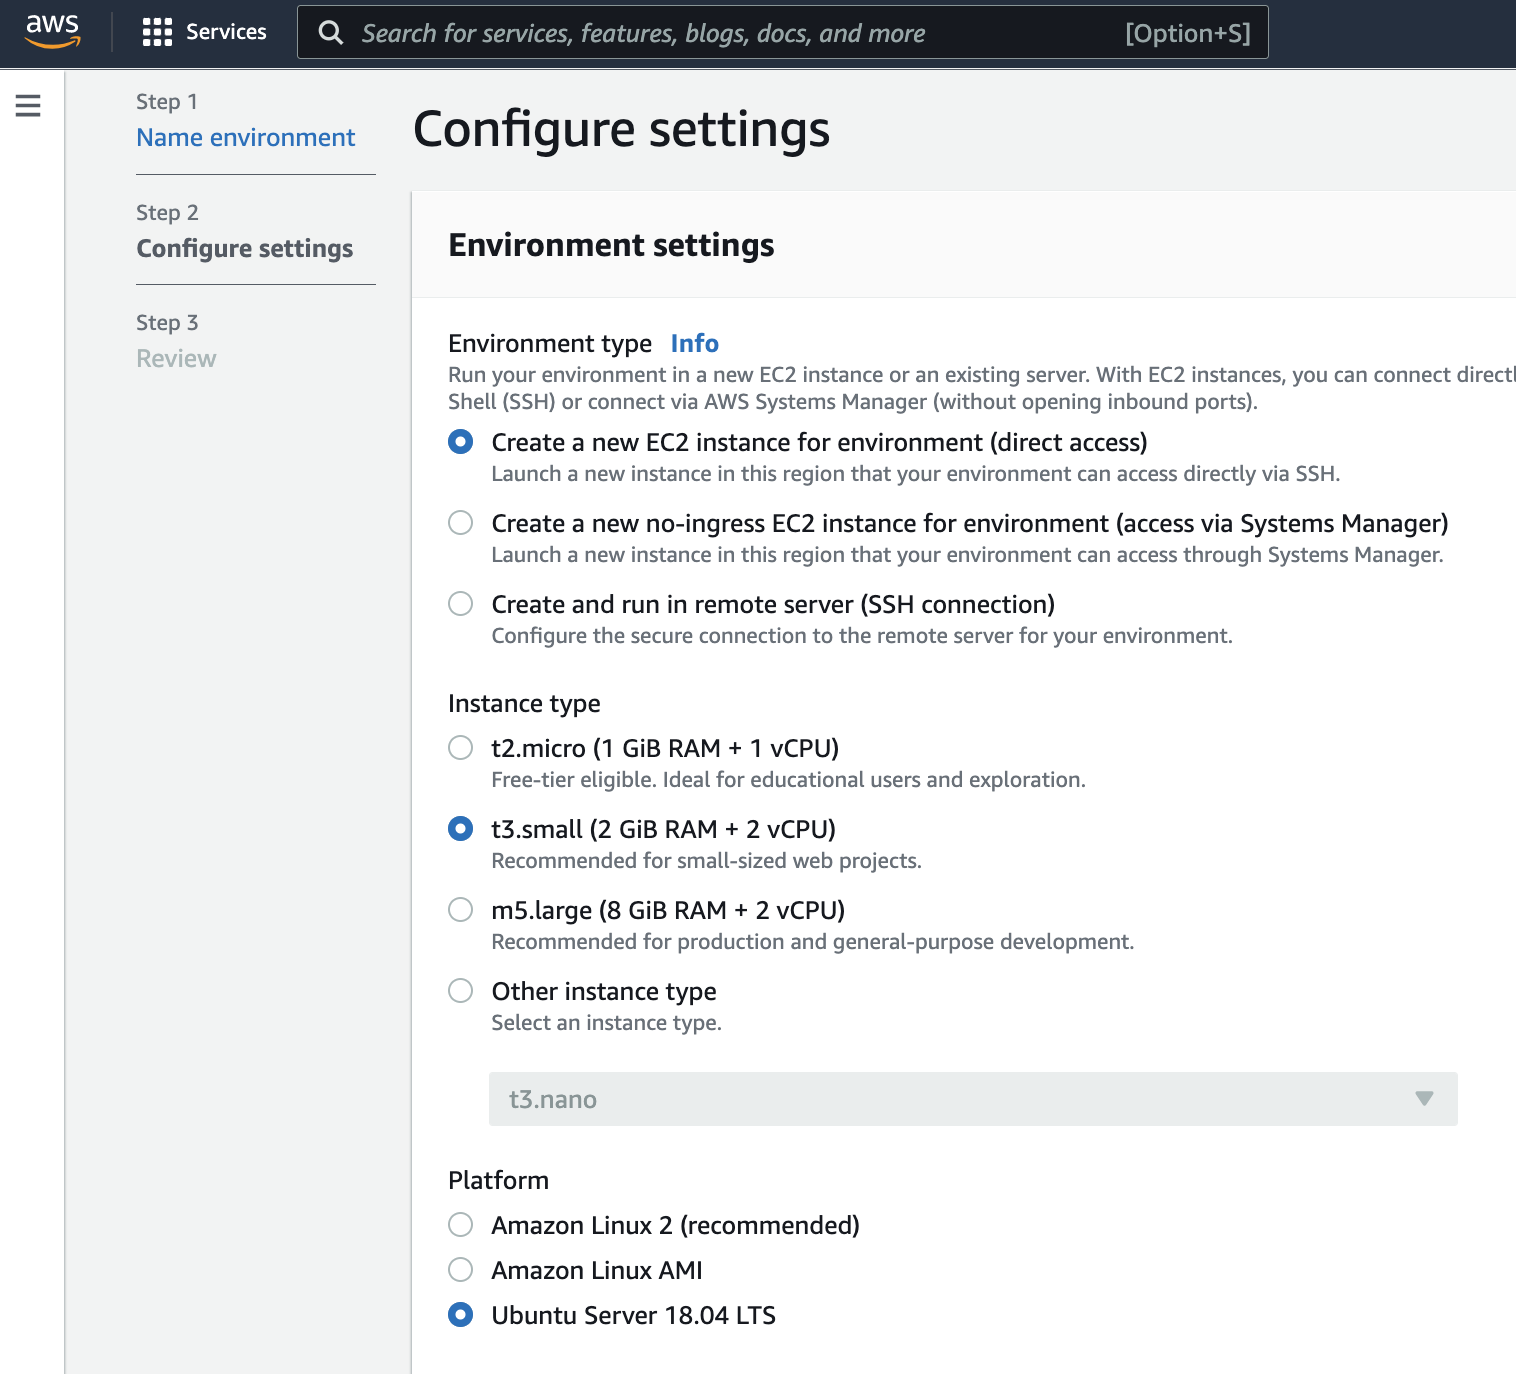 aws
Services
Search for services, features, blogs, docs, and more
[Option+S]
Step 1
Name environment
Step 2
Configure settings
Step 3
Review
Configure settings
Environment settings
Environment type Info
Run your environment in a new EC2 instance or an existing server. With EC2 instances, you can connect
Shell (SSH) or connect via AWS Systems Manager (without opening inbound ports).
Create a new EC2 instance for environment (direct access)
Launch a new instance in this region that your environment can access directly via SSH.
Create a new no-ingress EC2 instance for environment (access via Systems Manager)
Launch a new instance in this region that your environment can access through Systems Manager.
Create and run in remote server (SSH connection)
Configure the secure connection to the remote server for your environment.
Instance type
t2.micro (1 GiB RAM + 1 vCPU)
Free-tier eligible. Ideal for educational users and exploration.
t3.small (2 GiB RAM + 2 vCPU)
Recommended for small-sized web projects.
m5.large (8 GiB RAM + 2 vCPU)
Recommended for production and general-purpose development.
Other instance type
Select an instance type.
t3.nano
Platform
Amazon Linux 2 (recommended)
Amazon Linux AMI
Ubuntu Server 18.04 LTS